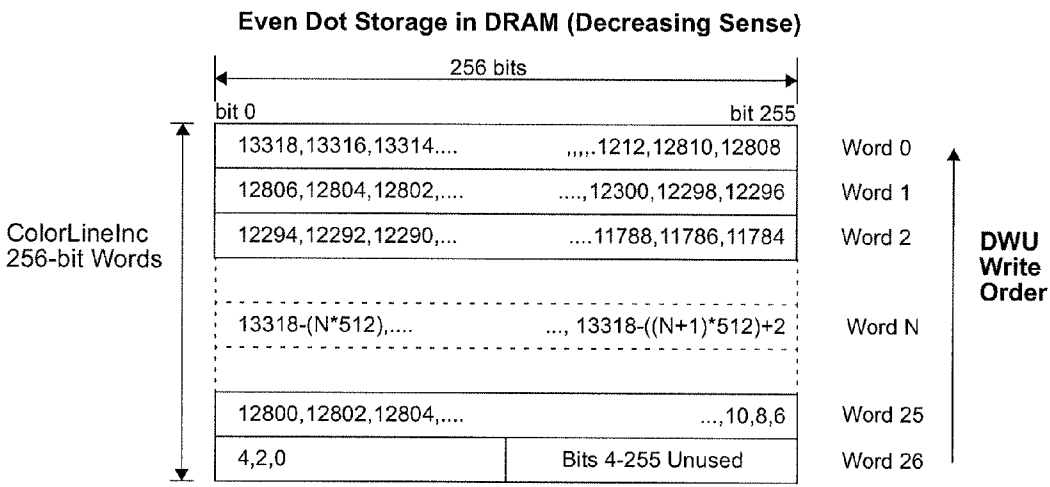 Even Dot Storage in DRAM (Decreasing Sense)
256 bits
bit 0 bit 255
13318,13316,13314.... ,,,,.1212,12810,12808 Word 0
12806,12804,12802,.... ....,12300,12298,12296 Word 1
12294,12292,12290,... ....11788,11786,11784 Word 2
ColorLineInc
256-bit Words
DWU
Write
Order
13318-(N*512),.... ..., 13318-((N+1)*512)+2 Word N
12800,12802,12804,.... ...,10,8,6 Word 25
4,2,0 Bits 4-255 Unused Word 26